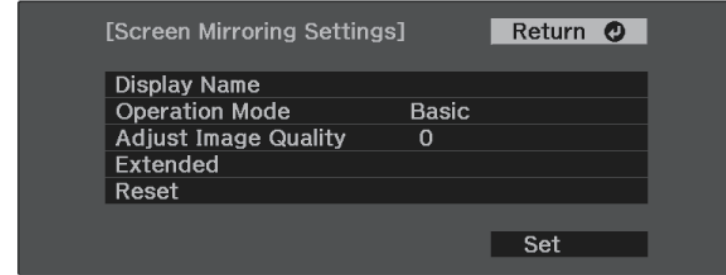 [Screen Mirroring Settings] Return
Display Name
Operation Mode Basic
Adjust Image Quality 0
Extended
Reset
Set